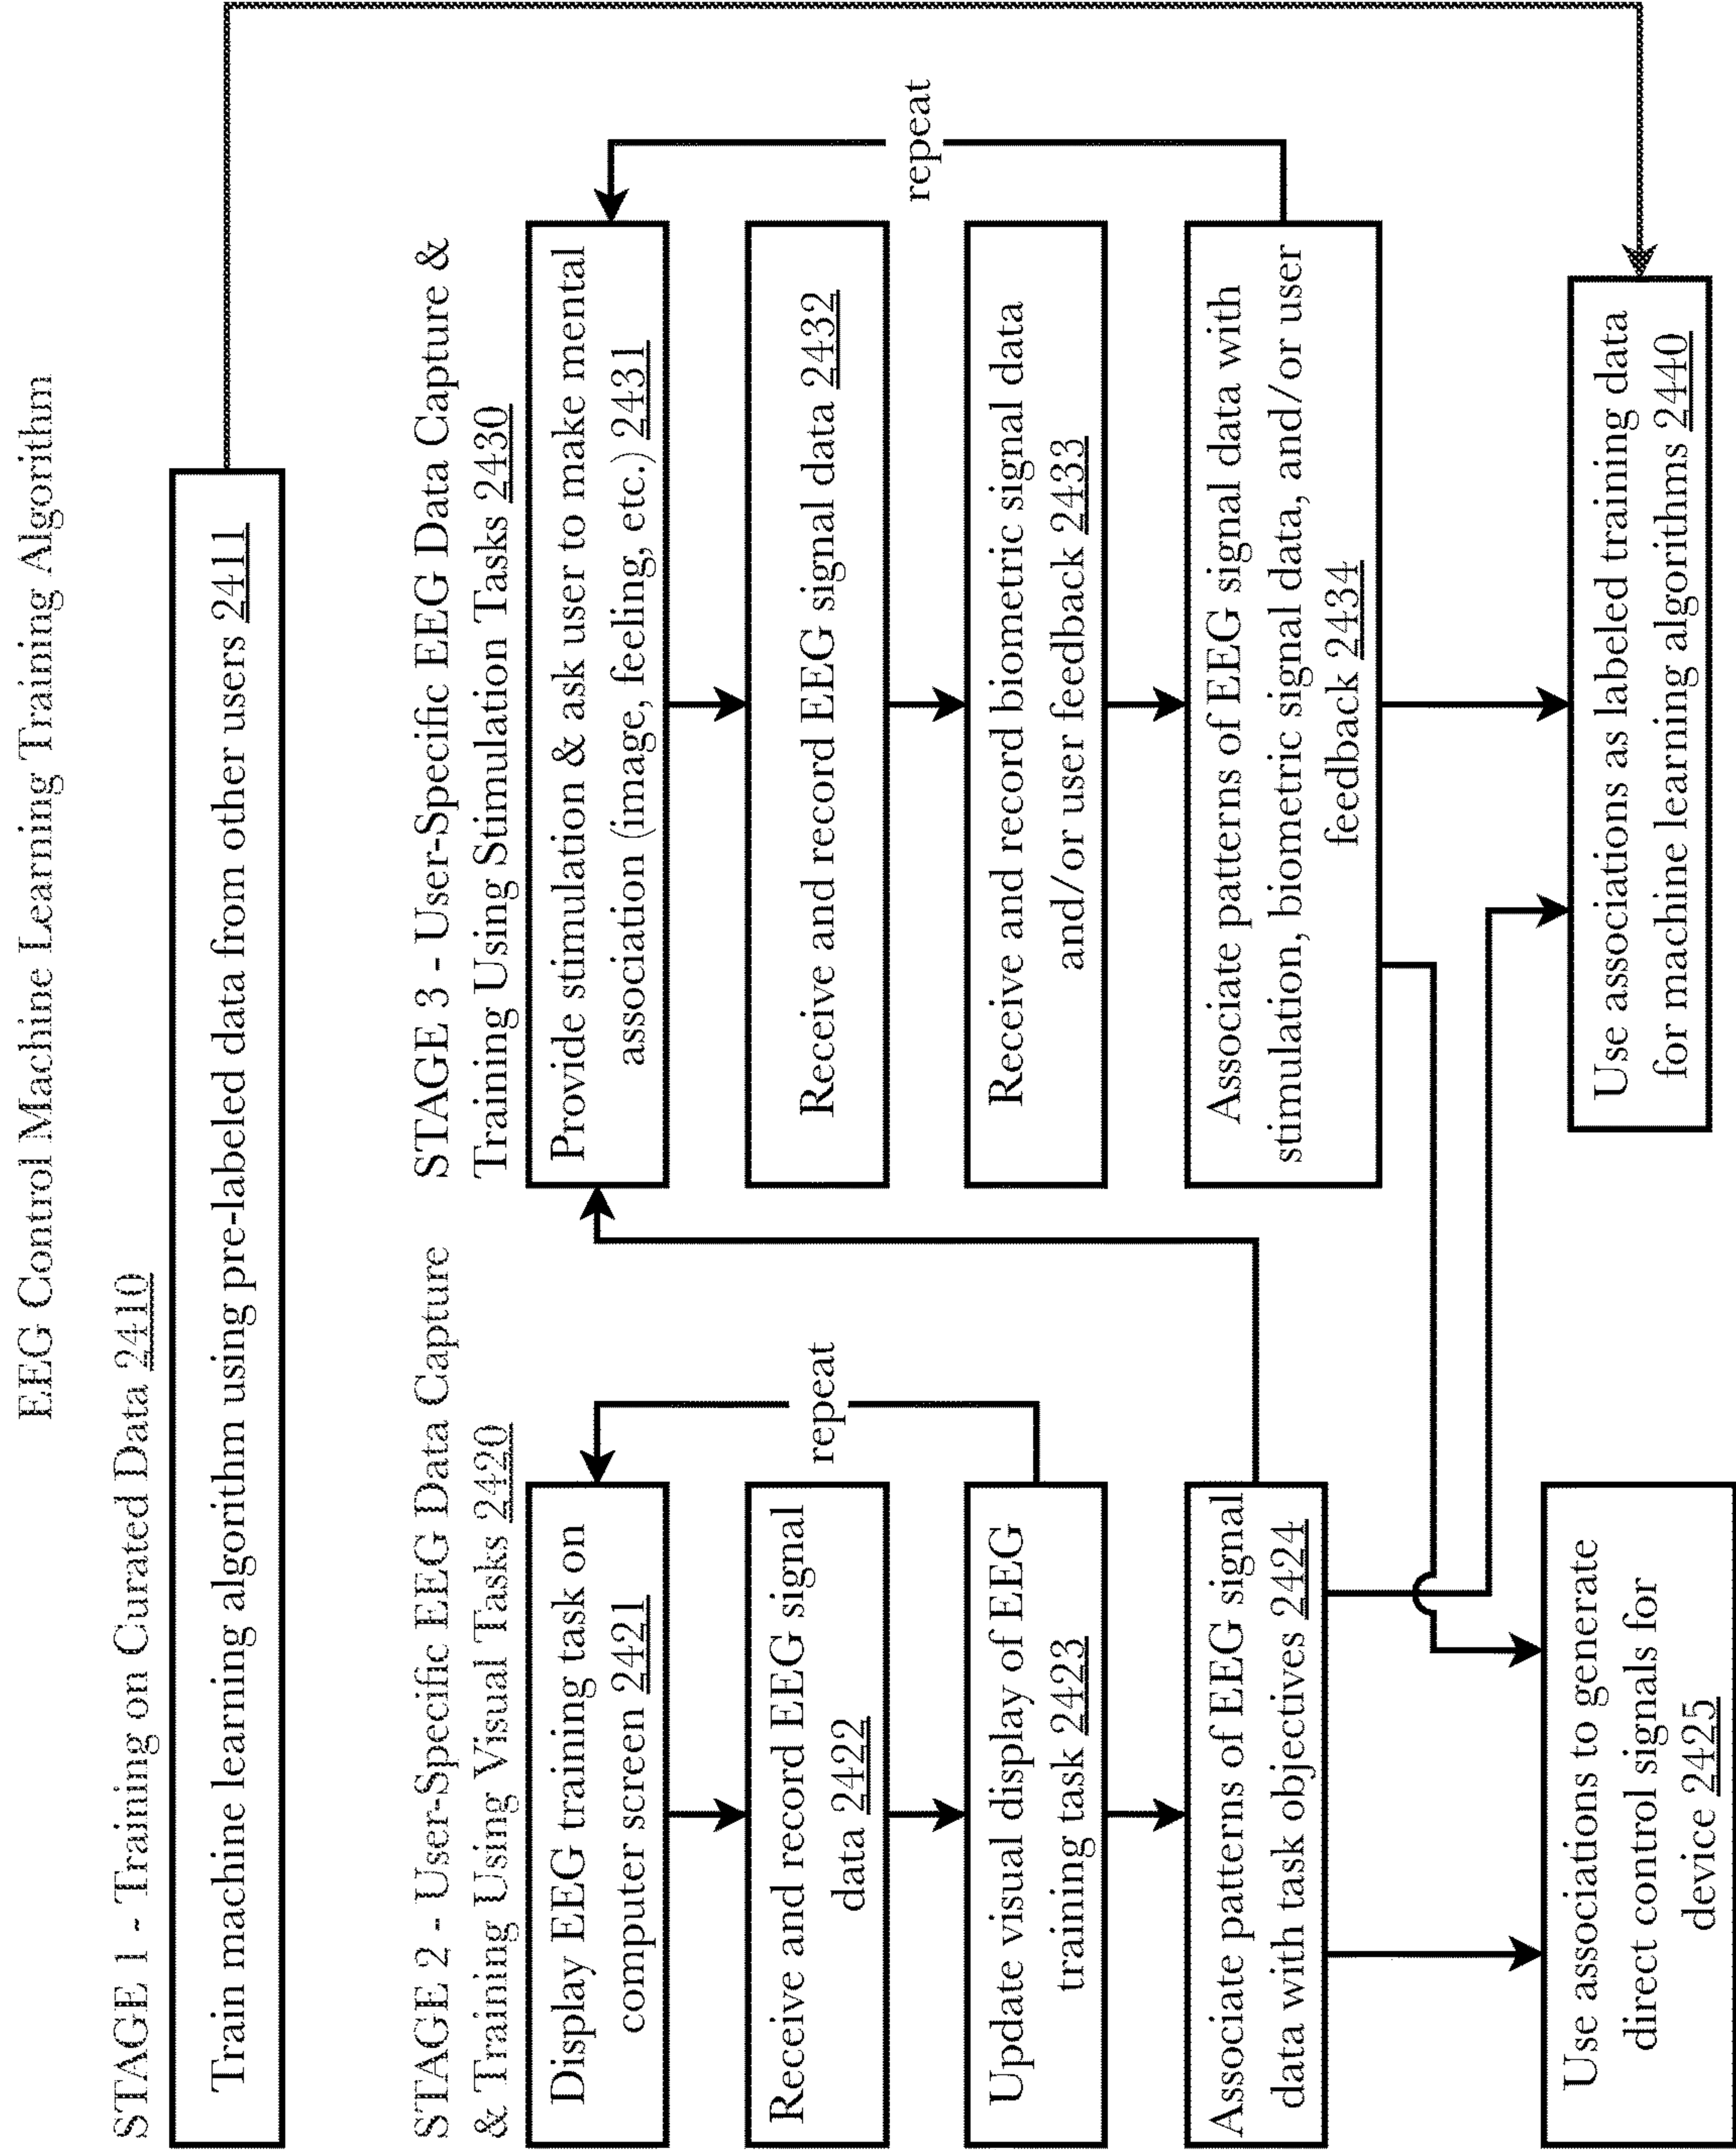 EEG Control Machine Learning Training Algorithm
STAGE 1 - Training on Curated Data 2410
Train machine learning algorithm using pre-labeled data from other users 2411
STAGE 2 - User-Specific EEG Data Capture
& Training Using Visual Tasks 2420
Display EEG training task on
computer screen 2421
Receive and record EEG signal
data 2422
Update visual display of EEG
training task 2423
repeat
Associate patterns of EEG signal
data with task objectives 2424
Use associations to generate
direct control signals for
device 2425
STAGE 3 - User-Specific EEG Data Capture &
Training Using Stimulation Tasks 2430
Provide stimulation & ask user to make mental
association (image, feeling, etc.) 2431
Receive and record EEG signal data 2432
Receive and record biometric signal data
and/or user feedback 2433
Associate patterns of EEG signal data with
stimulation, biometric signal data, and/or user
feedback 2434
repeat
Use associations as labeled training data
for machine learning algorithms 2440